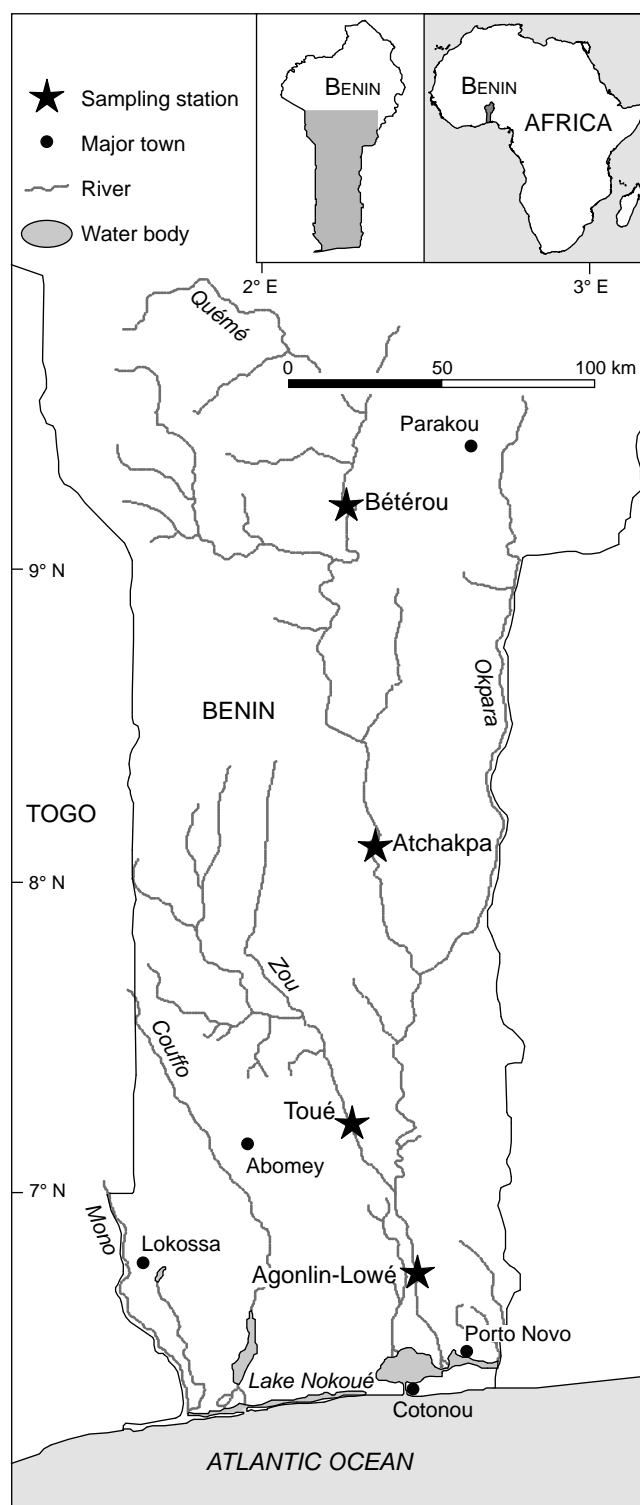 Sampling station
Major town
River
Water body
BENIN
BENIN
AFRICA
2° E
3° E
Quémé
0
50
100 km
Parakou
Bétérou
9° N
Okpara
BENIN
TOGO
Atchakpa
8° N
Zou
Couffo
Toué
Abomey
7° N
Mono
Lokossa
Agonlin-Lowé
Porto Novo
Lake Nokoué
Cotonou
ATLANTIC OCEAN